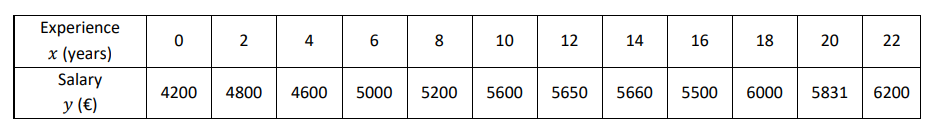 Experience
x (years) 0 2 4 6 8 10 12 14 16 18 20 22
Salary
y (€) 4200 4800 4600 5000 5200 5600 5650 5660 5500 6000 5831 6200